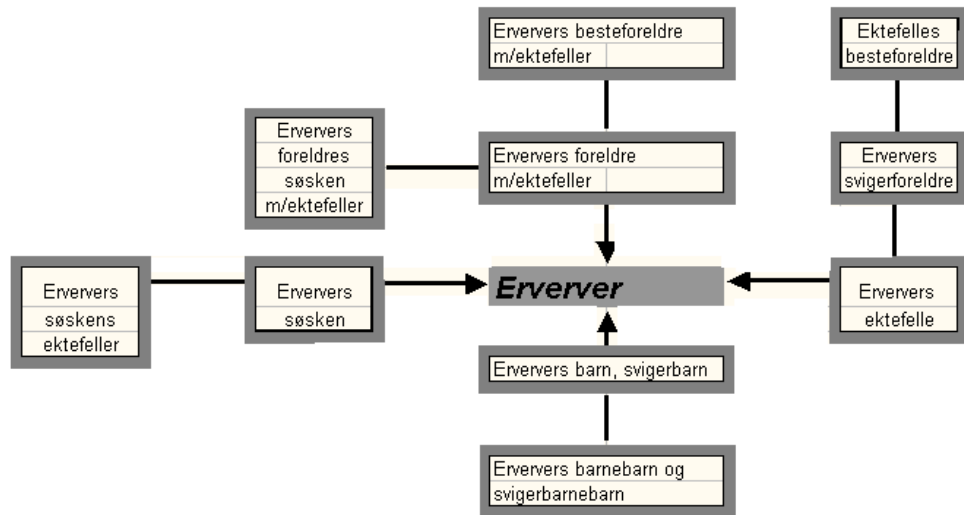 Erververs besteforeldre
m/ektefeller
Ektefelles
besteforeldre
Erververs
foreldres
søsken
m/ektefeller
Erververs foreldre
m/ektefeller
Erververs
svigerforeldre
Erververs
søskens
ektefeller
Erververs
søsken
Erverver
Erververs
ektefelle
Erververs barn, svigerbarn
Erververs barnebarn og
svigerbarnebarn